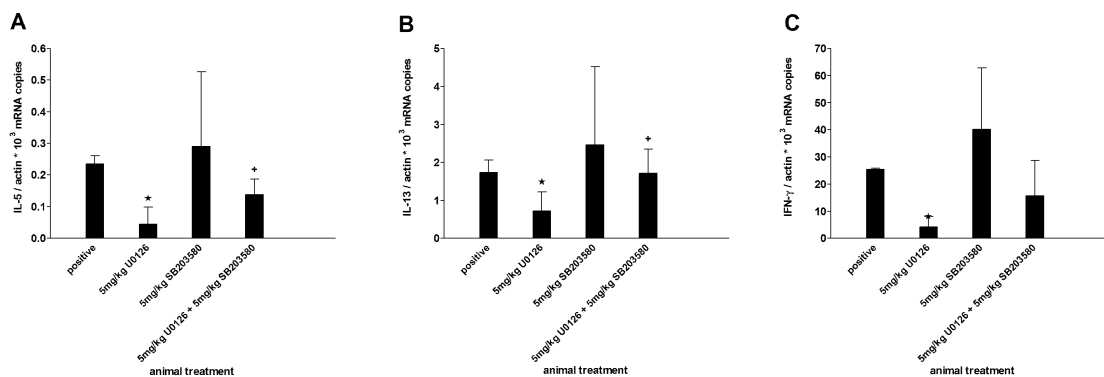 A
IL-5 / actin * 10³ mRNA copies
0.6
0.5
0.4
0.3
0.2
0.1
0.0
★
+
positive
5mg/kg U0126
5mg/kg SB203580
5mg/kg U0126 + 5mg/kg SB203580
animal treatment
B
IL-13 / actin * 10³ mRNA copies
5
4
3
2
1
0
★
+
positive
5mg/kg U0126
5mg/kg SB203580
5mg/kg U0126 + 5mg/kg SB203580
animal treatment
C
IFN-γ / actin * 10³ mRNA copies
70
60
50
40
30
20
10
0
★
positive
5mg/kg U0126
5mg/kg SB203580
5mg/kg U0126 + 5mg/kg SB203580
animal treatment